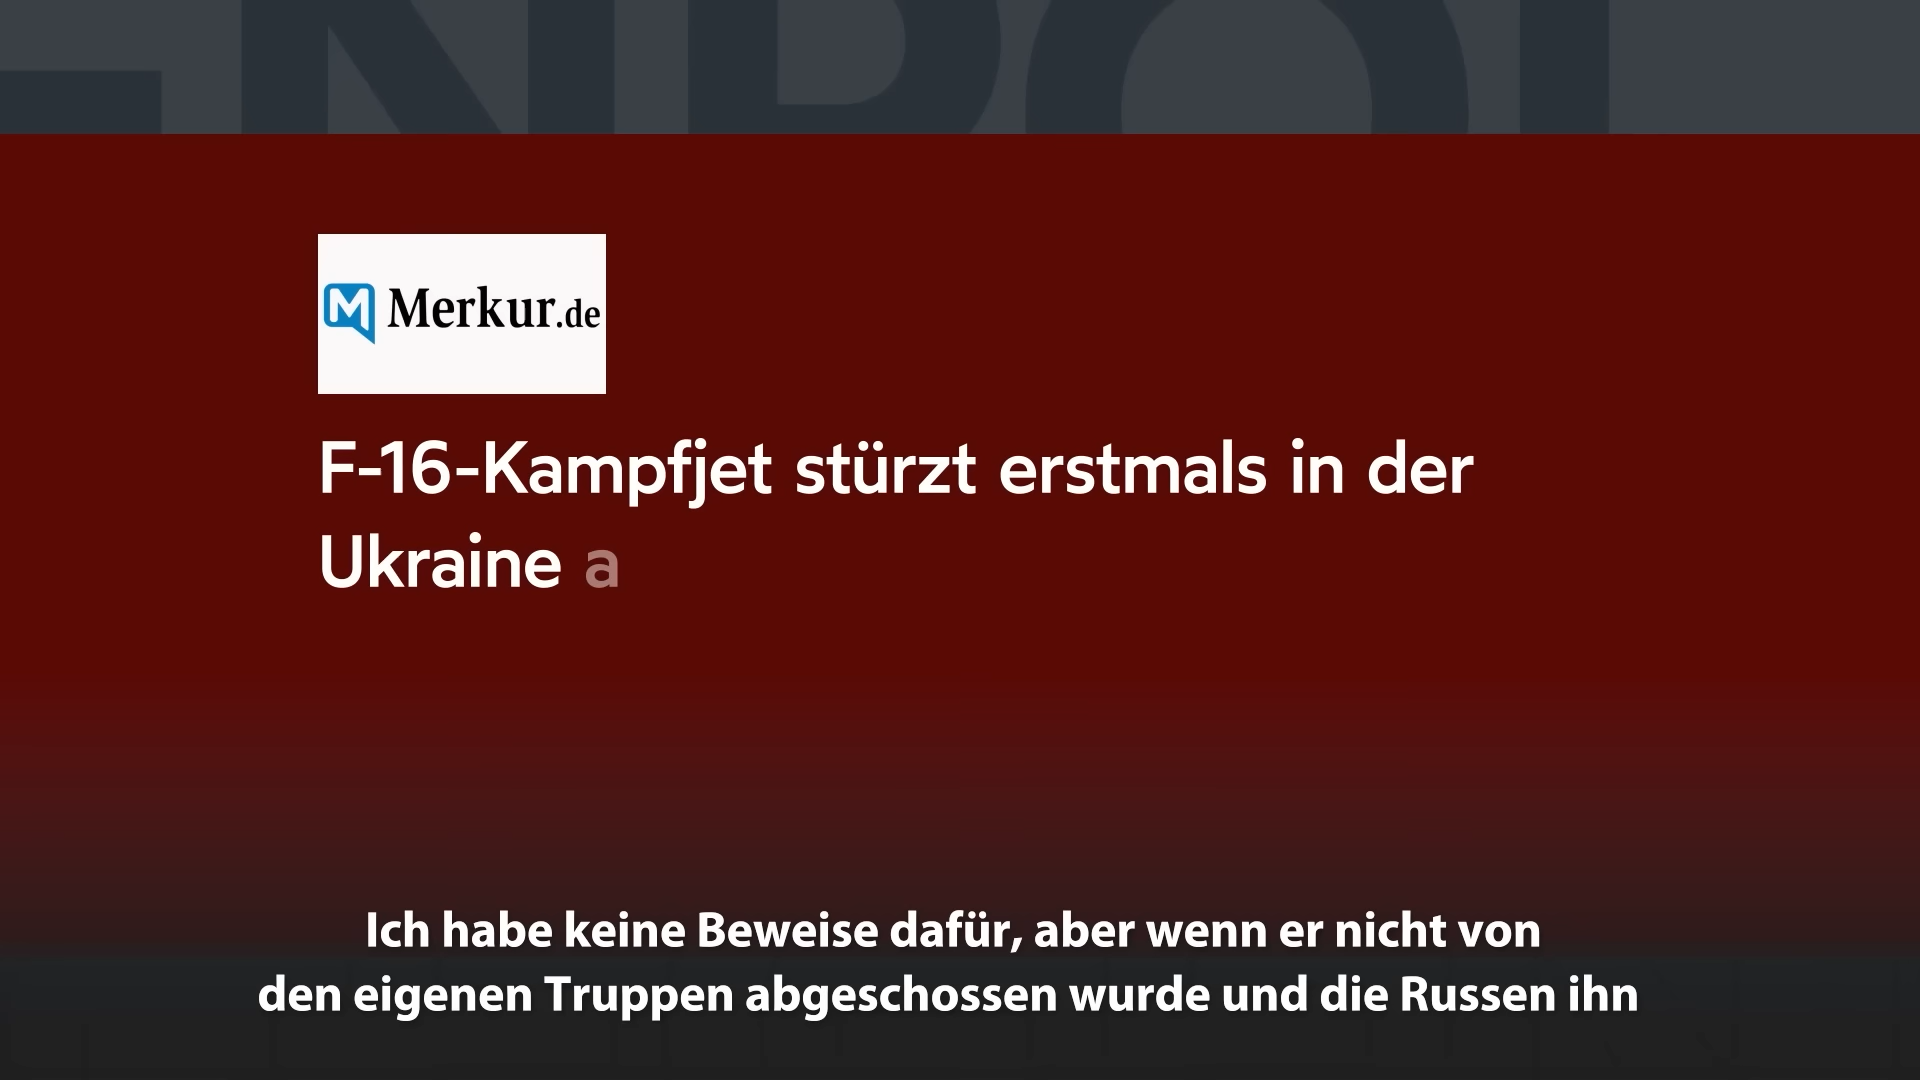 ENPOL
Merkur.de
F-16-Kampfjet stürzt erstmals in der
Ukraine a
Ich habe keine Beweise dafür, aber wenn er nicht von
den eigenen Truppen abgeschossen wurde und die Russen ihn